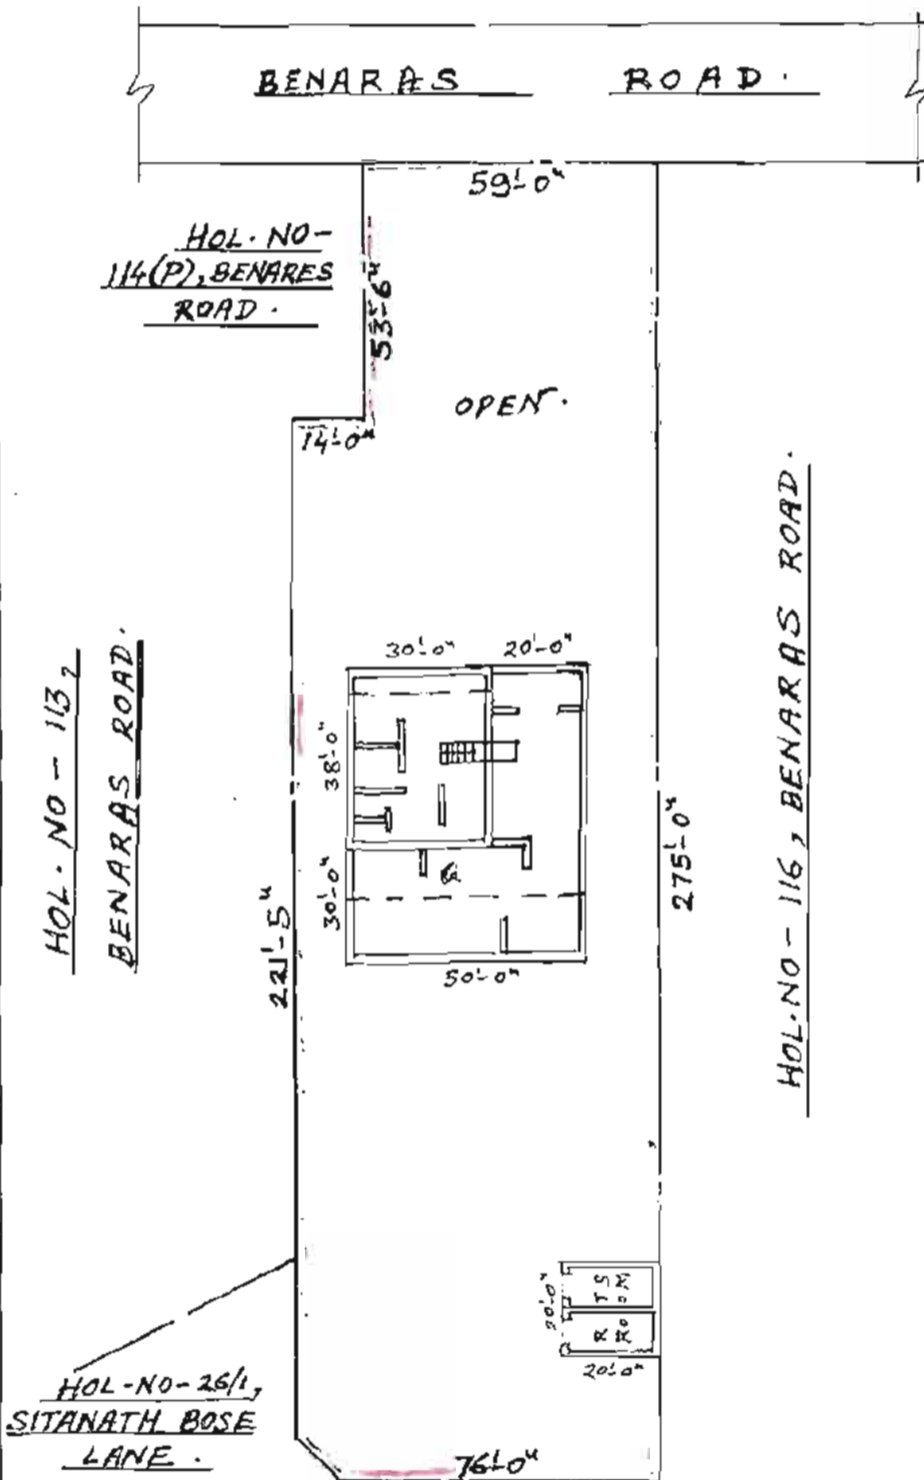 BENARAS ROAD.
59'-0"
HOL. NO-
114(P), BENARES
ROAD.
53'-6"
OPEN.
14'-0"
HOL. NO - 113,
BENARAS ROAD.
HOL. NO - 116, BENARAS ROAD.
30'-0"
20'-0"
38'-0"
30'-0"
G
50'-0"
221'-5"
275'-0"
20'-0"
R TS
ROOM
20'-0"
HOL-NO-26/1,
SITANATH BOSE
LANE.
76'-0"